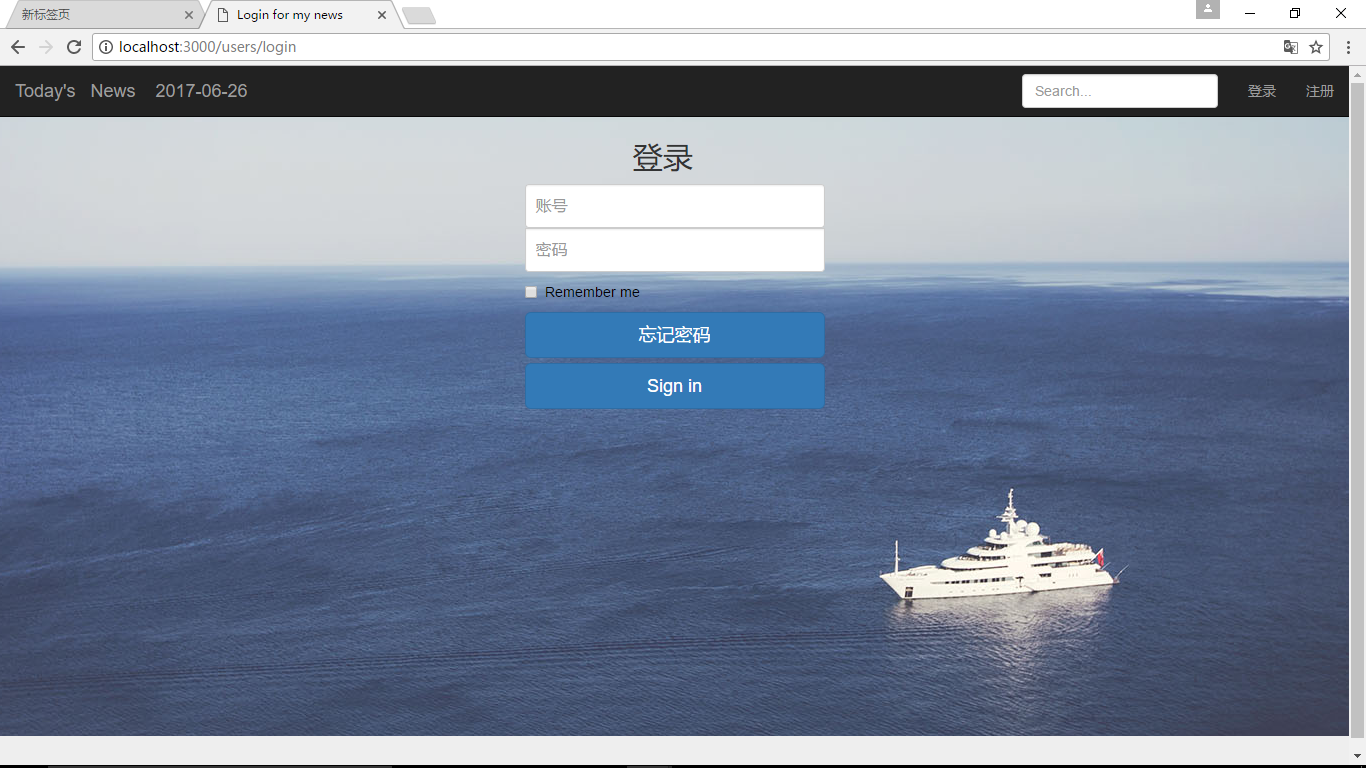 新标签页
Login for my news
localhost:3000/users/login
Today's News 2017-06-26 Search... 登录 注册
登录
账号
密码
Remember me
忘记密码
Sign in